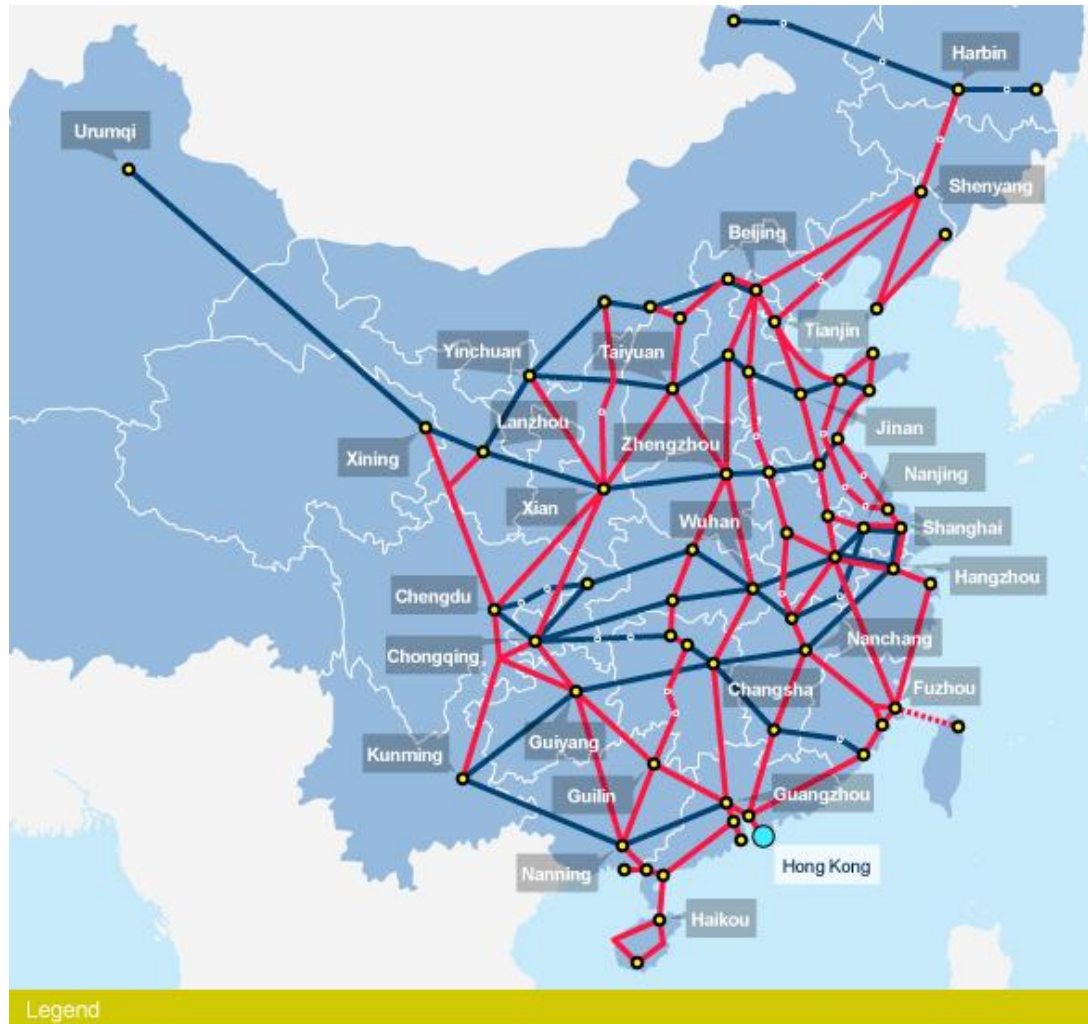 Harbin
Urumqi
Shenyang
Beijing
Tianjin
Yinchuan
Taiyuan
Lanzhou
Jinan
Xining
Zhengzhou
Nanjing
Xian
Wuhan
Shanghai
Hangzhou
Chengdu
Nanchang
Chongqing
Changsha
Fuzhou
Kunming
Guiyang
Guilin
Guangzhou
Hong Kong
Nanning
Haikou
Legend